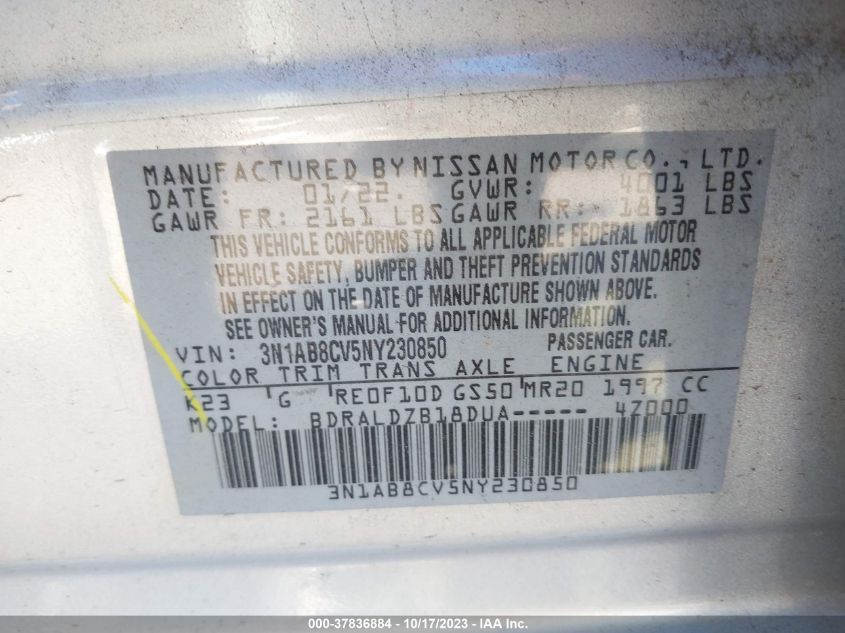 MANUFACTURED BY NISSAN MOTOR CO., LTD.
DATE: 01/22. GVWR: 4001 LBS
GAWR FR: 2161 LBS GAWR RR: 1863 LBS
THIS VEHICLE CONFORMS TO ALL APPLICABLE FEDERAL MOTOR
VEHICLE SAFETY, BUMPER AND THEFT PREVENTION STANDARDS
IN EFFECT ON THE DATE OF MANUFACTURE SHOWN ABOVE.
SEE OWNER'S MANUAL FOR ADDITIONAL INFORMATION.
VIN: 3N1AB8CV5NY230850 PASSENGER CAR.
COLOR TRIM TRANS AXLE ENGINE
K23 G RE0F10D GS50 MR20 1997 CC
MODEL: BDRALDZB18DUA----- 47000
3N1AB8CV5NY230850
000-37836884 | 10/17/2023 - © IAA, Inc.